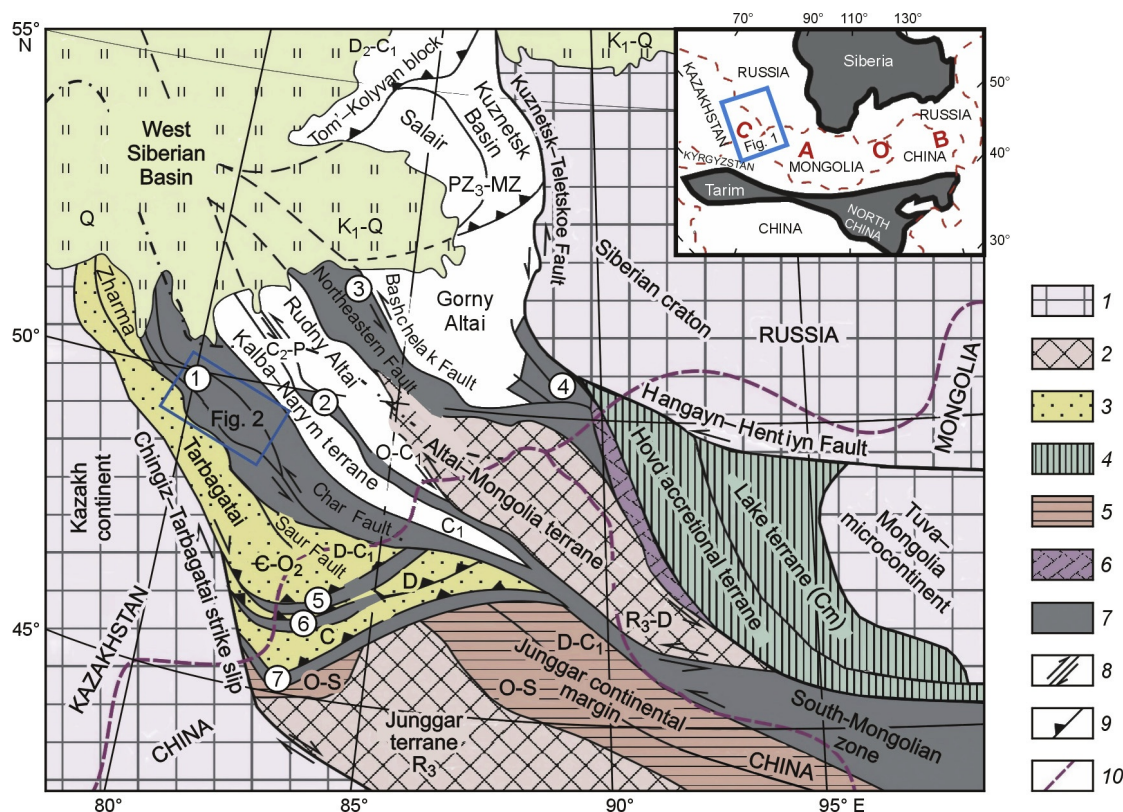 55°
N
50°
45°
80°
85°
90°
95° E
D₂-C₁
K₁-Q
Tom'-Kolyvan block
Kuznetsk
Basin
Salair
PZ₃-MZ
Kuznetsk-Teletskoe Fault
West
Siberian
Basin
Q
K₁-Q
Zharma
Northeastern Fault
3
Bashchelak Fault
Gorny
Altai
Siberian craton
RUSSIA
MONGOLIA
Rudny Altai
C₂-P
Kalba-Narym terrane
1
2
4
Fig. 2
Hangayn-Hentiyn Fault
O-C
Altai-Mongolia terrane
Hovd accretional terrane
Lake terrane (Cm)
Tuva-
Mongolia
microcontinent
Kazakh
continent
Chingiz-Tarbagatai strike slip
Tarbagatai
Saur Fault
Char Fault
D-C₁
C₁
C-O₂
D
5
6
C
7
O-S
R₃-D
D-C₁
Junggar continental
margin
O-S
Junggar
terrane
R₃
South-Mongolian
zone
KAZAKHSTAN
CHINA
CHINA
70°
90°
110°
130°
50°
40°
30°
RUSSIA
Siberia
KAZAKHSTAN
RUSSIA
C
A
O
B
Fig. 1
MONGOLIA
CHINA
KYRGYZSTAN
Tarim
NORTH
CHINA
CHINA
1
2
3
4
5
6
7
8
9
10